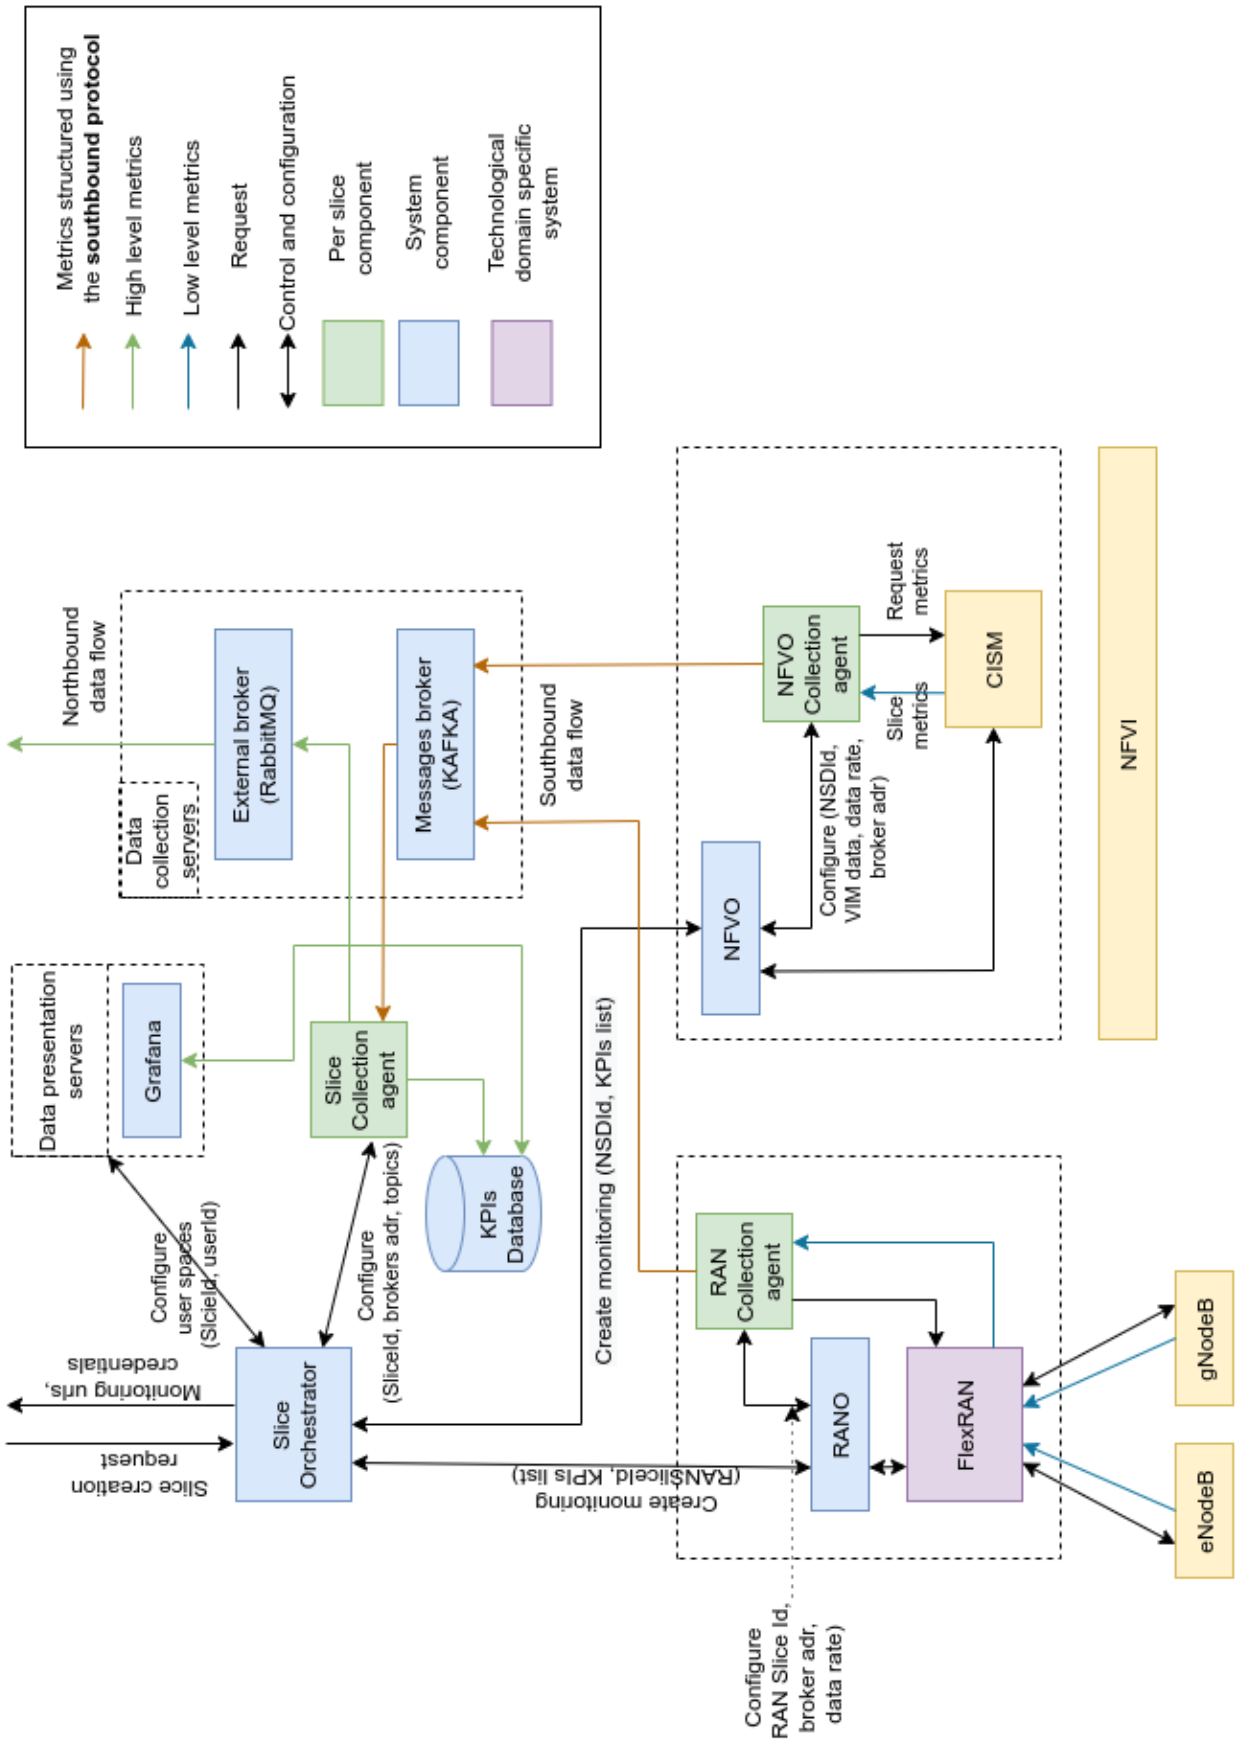 Slice creation
request
Monitoring urls,
credentials
Slice
Orchestrator
Configure
user spaces
(SlcieId, userId)
Data presentation
servers
Grafana
Configure
(SliceId, brokers adr, topics)
Slice
Collection
agent
KPIs
Database
Northbound
data flow
Data
collection
servers
External broker
(RabbitMQ)
Messages broker
(KAFKA)
Southbound
data flow
Create monitoring
(RANSliceId, KPIs list)
Create monitoring (NSDId, KPIs list)
Configure
RAN Slice Id,
broker adr,
data rate)
RAN
Collection
agent
RANO
FlexRAN
eNodeB
gNodeB
NFVO
Configure (NSDId,
VIM data, data rate,
broker adr)
NFVO
Collection
agent
Slice
metrics
Request
metrics
CISM
NFVI
Metrics structured using
the southbound protocol
High level metrics
Low level metrics
Request
Control and configuration
Per slice
component
System
component
Technological
domain specific
system